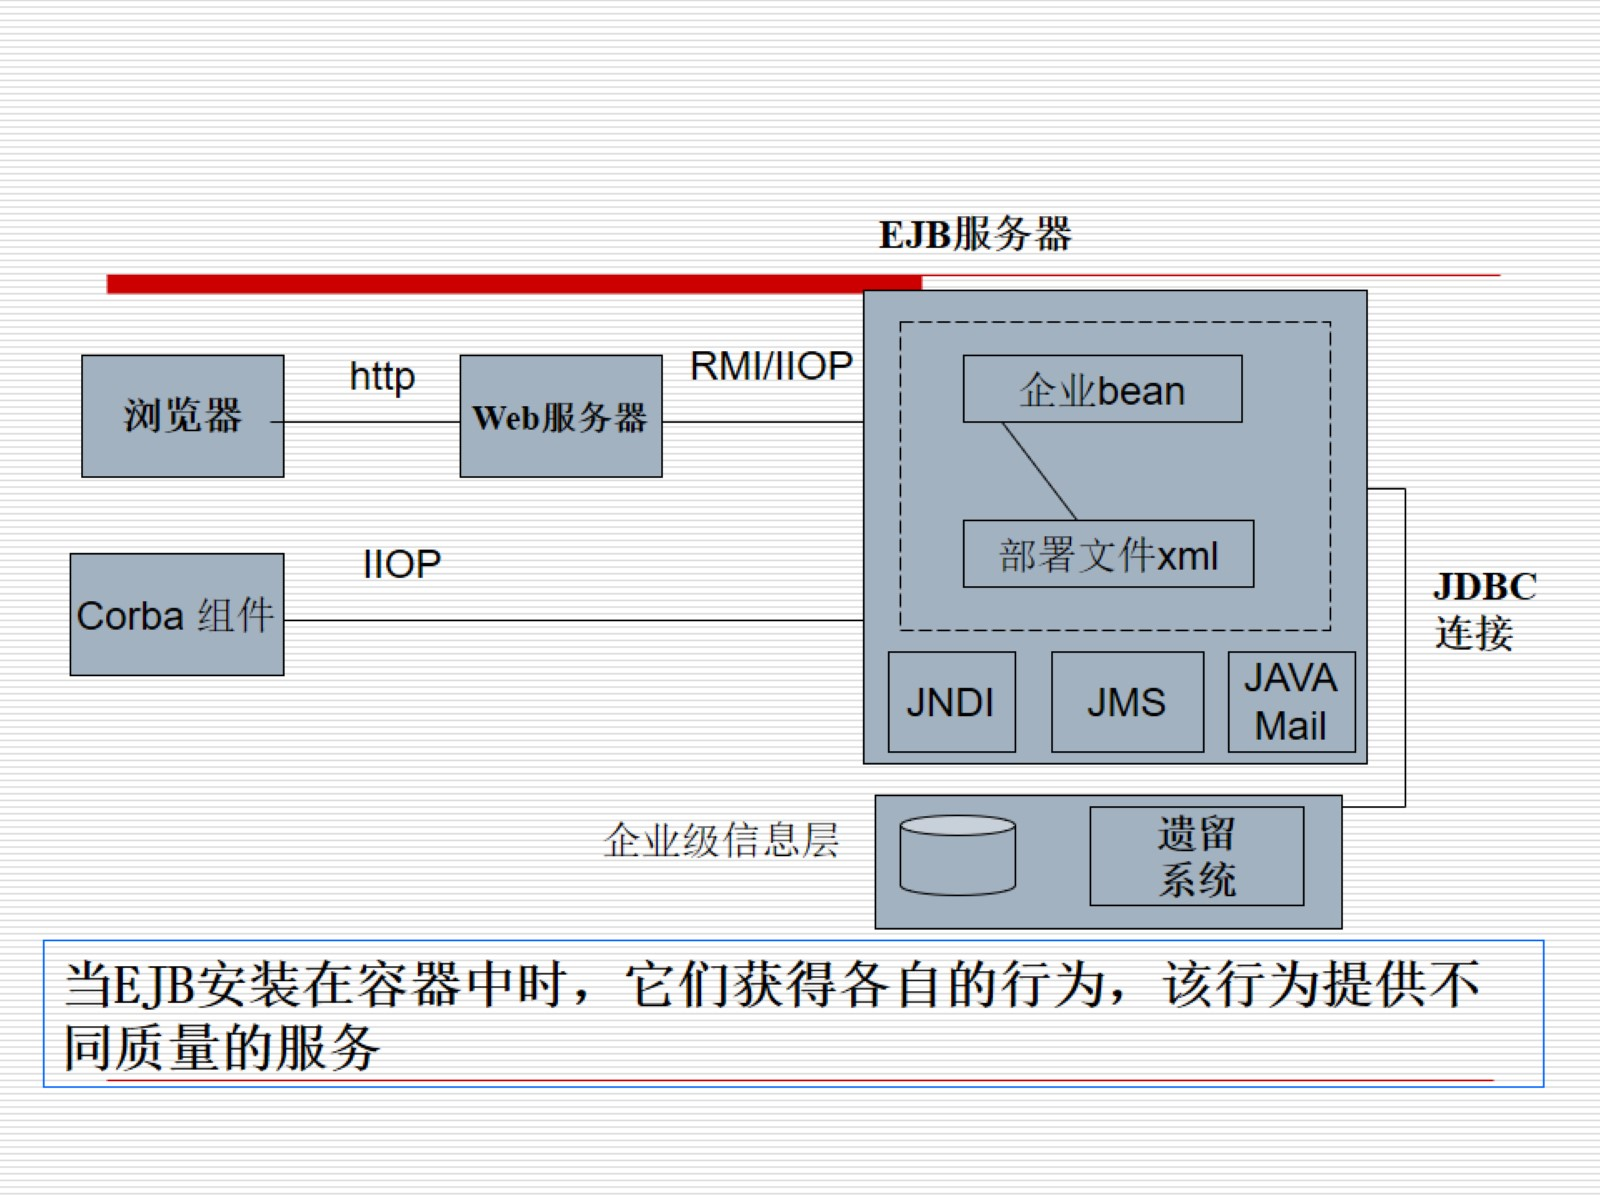 EJB服务器
浏览器
http
Web服务器
RMI/IIOP
企业bean
部署文件xml
Corba 组件
IIOP
JNDI
JMS
JAVA
Mail
JDBC
连接
企业级信息层
遗留
系统
当EJB安装在容器中时，它们获得各自的行为，该行为提供不
同质量的服务